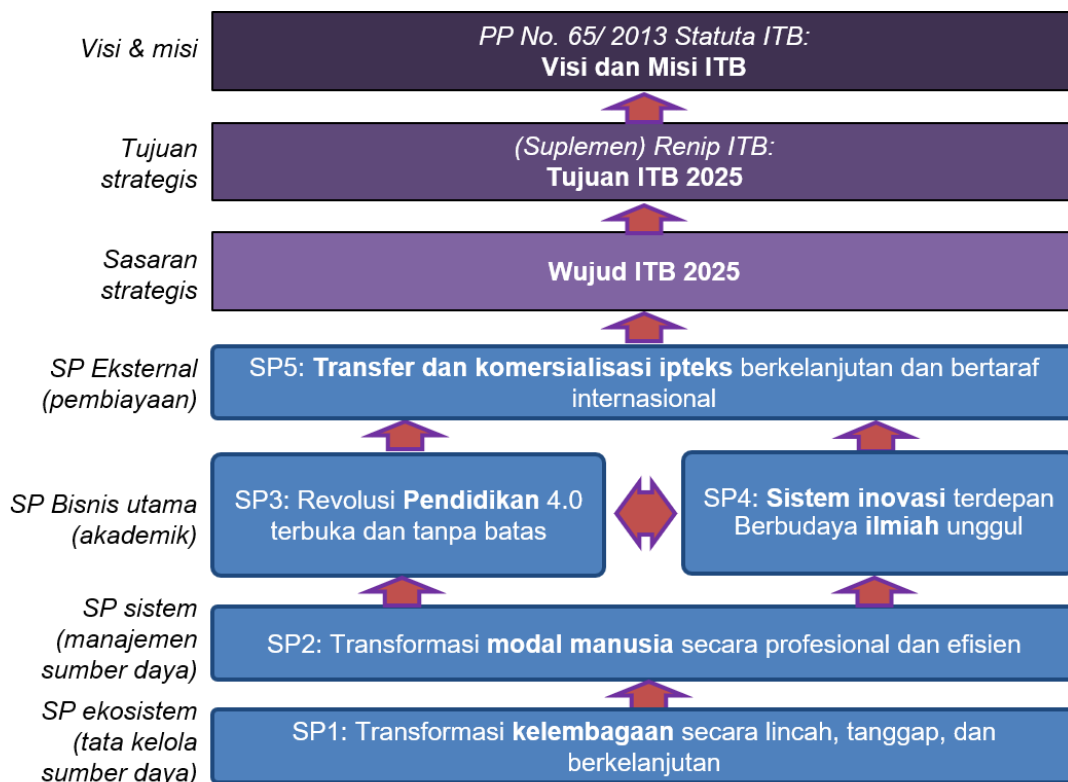 Visi & misi
PP No. 65/ 2013 Statuta ITB:
Visi dan Misi ITB
Tujuan
strategis
(Suplemen) Renip ITB:
Tujuan ITB 2025
Sasaran
strategis
Wujud ITB 2025
SP Eksternal
(pembiayaan)
SP5: Transfer dan komersialisasi ipteks berkelanjutan dan bertaraf
internasional
SP Bisnis utama
(akademik)
SP3: Revolusi Pendidikan 4.0
terbuka dan tanpa batas
SP4: Sistem inovasi terdepan
Berbudaya ilmiah unggul
SP sistem
(manajemen
sumber daya)
SP2: Transformasi modal manusia secara profesional dan efisien
SP ekosistem
(tata kelola
sumber daya)
SP1: Transformasi kelembagaan secara lincah, tanggap, dan
berkelanjutan